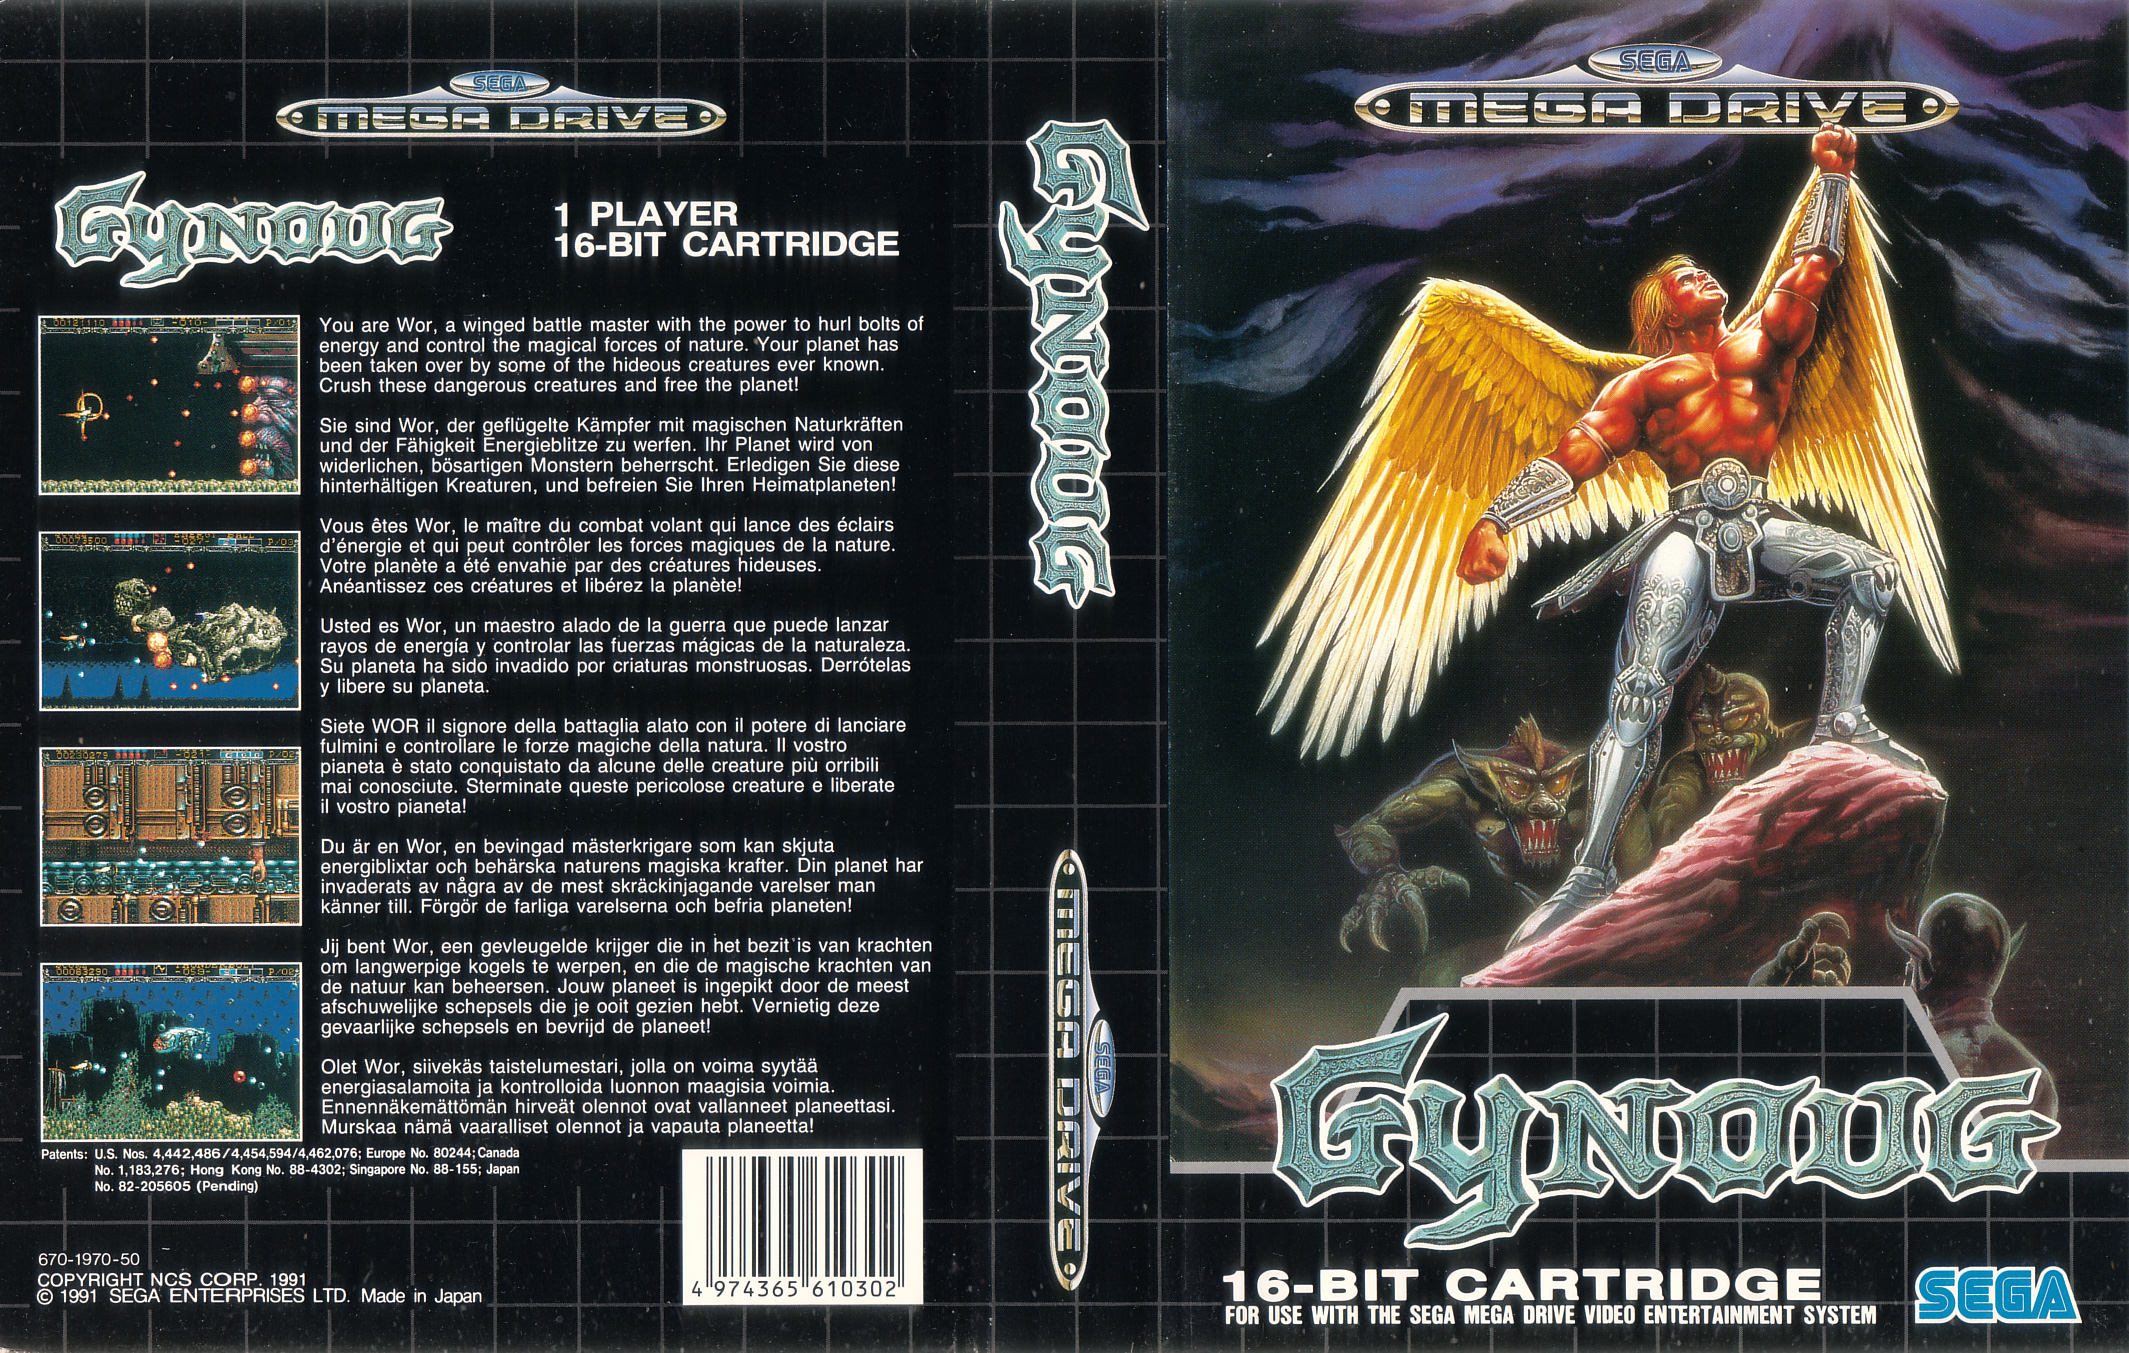 SEGA
MEGA DRIVE
GYNOUG
1 PLAYER
16-BIT CARTRIDGE
You are Wor, a winged battle master with the power to hurl bolts of
energy and control the magical forces of nature. Your planet has
been taken over by some of the hideous creatures ever known.
Crush these dangerous creatures and free the planet!
Sie sind Wor, der geflügelte Kämpfer mit magischen Naturkräften
und der Fähigkeit Energieblitze zu werfen. Ihr Planet wird von
widerlichen, bösartigen Monstern beherrscht. Erledigen Sie diese
hinterhältigen Kreaturen, und befreien Sie Ihren Heimatplaneten!
Vous êtes Wor, le maître du combat volant qui lance des éclairs
d'énergie et qui peut contrôler les forces magiques de la nature.
Votre planète a été envahie par des créatures hideuses.
Anéantissez ces créatures et libérez la planète!
Usted es Wor, un maestro alado de la guerra que puede lanzar
rayos de energía y controlar las fuerzas mágicas de la naturaleza.
Su planeta ha sido invadido por criaturas monstruosas. Derrótelas
y libere su planeta.
Siete WOR il signore della battaglia alato con il potere di lanciare
fulmini e controllare le forze magiche della natura. Il vostro
pianeta è stato conquistato da alcune delle creature più orribili
mai conosciute. Sterminate queste pericolose creature e liberate
il vostro pianeta!
Du är en Wor, en bevingad mästerkrigare som kan skjuta
energiblixtar och behärska naturens magiska krafter. Din planet har
invaderats av några av de mest skräckinjagande varelser man
känner till. Förgör de farliga varelserna och befria planeten!
Jij bent Wor, een gevleugelde krijger die in het bezit is van krachten
om langwerpige kogels te werpen, en die de magische krachten van
de natuur kan beheersen. Jouw planeet is ingepikt door de meest
afschuwelijke schepsels die je ooit gezien hebt. Vernietig deze
gevaarlijke schepsels en bevrijd de planeet!
Olet Wor, siivekäs taistelumestari, jolla on voima syytää
energiasalamoita ja kontrolloida luonnon maagisia voimia.
Ennennäkemättömän hirveät olennot ovat vallanneet planeettasi.
Murskaa nämä vaaralliset olennot ja vapauta planeetta!
Patents: U.S. Nos. 4,442,486/4,454,594/4,462,076; Europe No. 80244; Canada
No. 1,183,276; Hong Kong No. 88-4302; Singapore No. 88-155; Japan
No. 82-205605 (Pending)
670-1970-50
COPYRIGHT NCS CORP. 1991
© 1991 SEGA ENTERPRISES LTD. Made in Japan
4 974365 610302
GYNOUG
SEGA
MEGA DRIVE
SEGA
MEGA DRIVE
GYNOUG
16-BIT CARTRIDGE
FOR USE WITH THE SEGA MEGA DRIVE VIDEO ENTERTAINMENT SYSTEM
SEGA